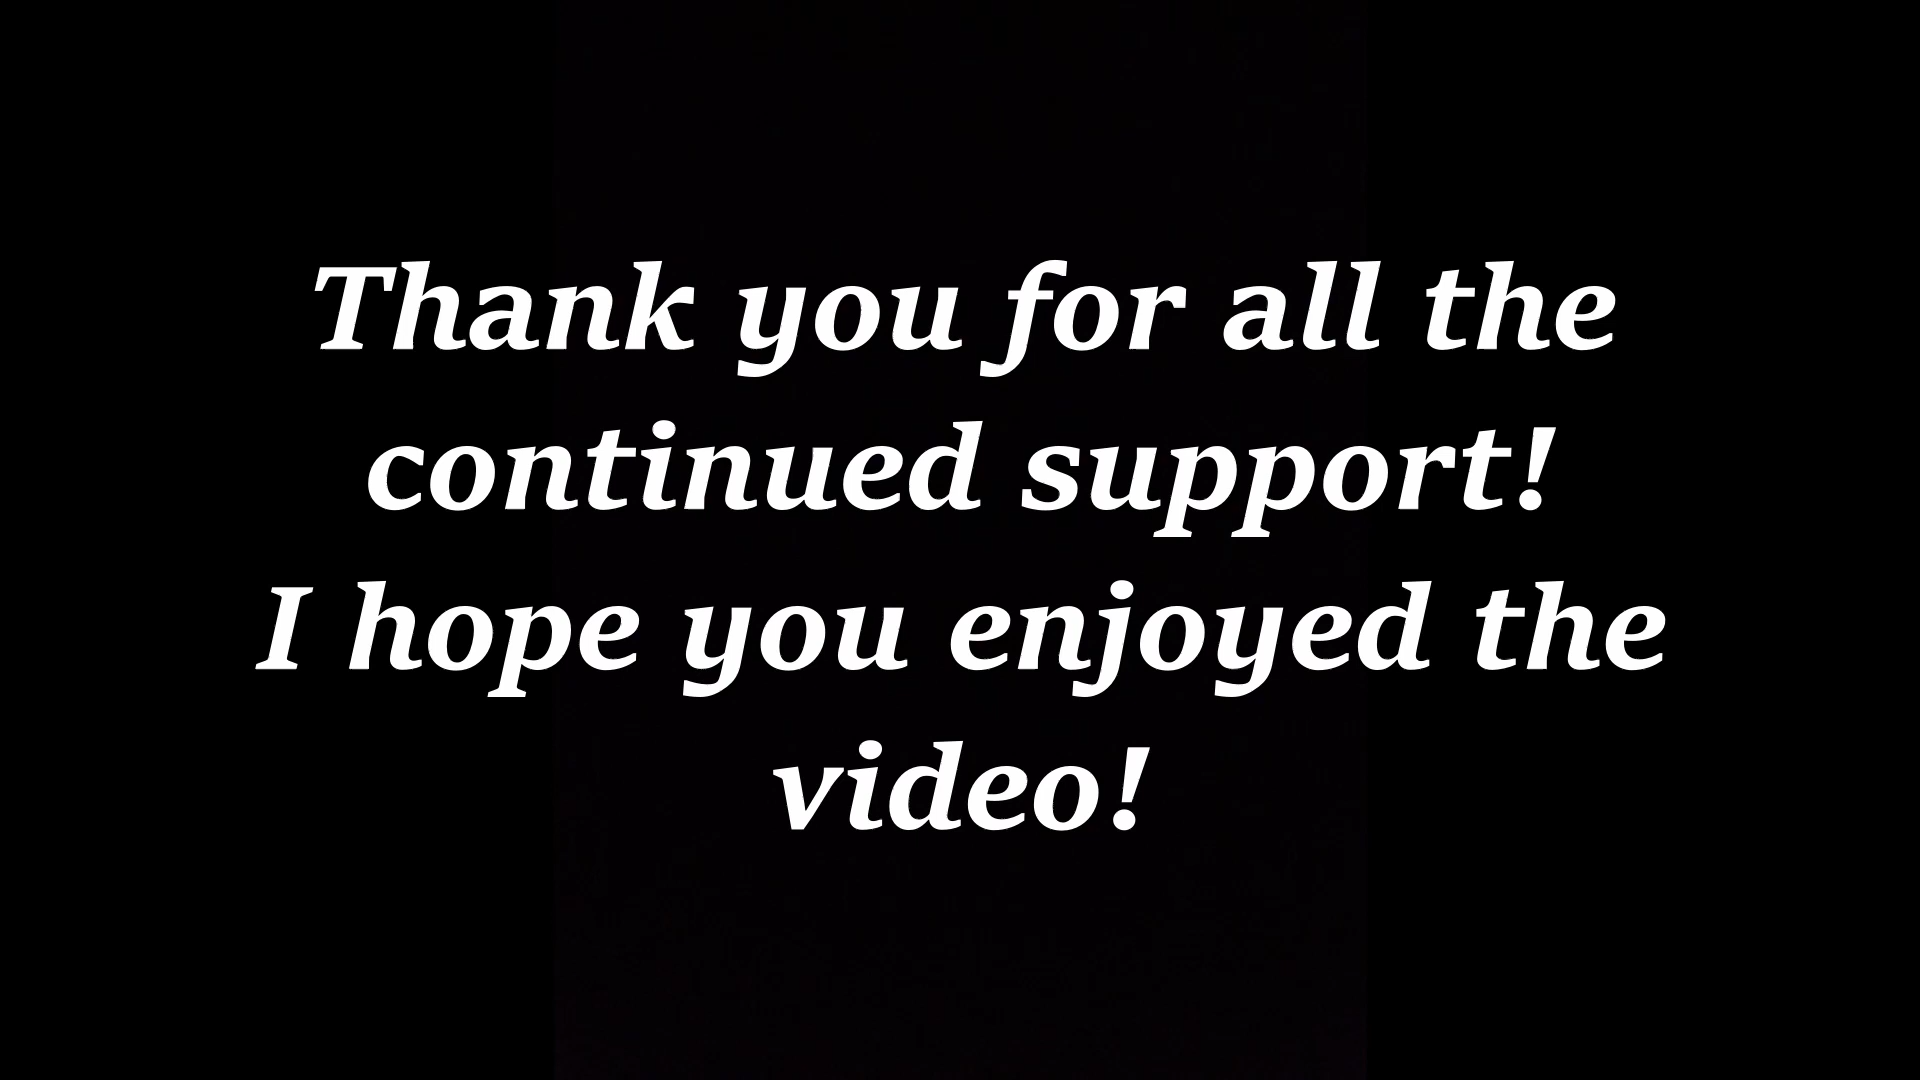 Thank you for all the
continued support!
I hope you enjoyed the
video!